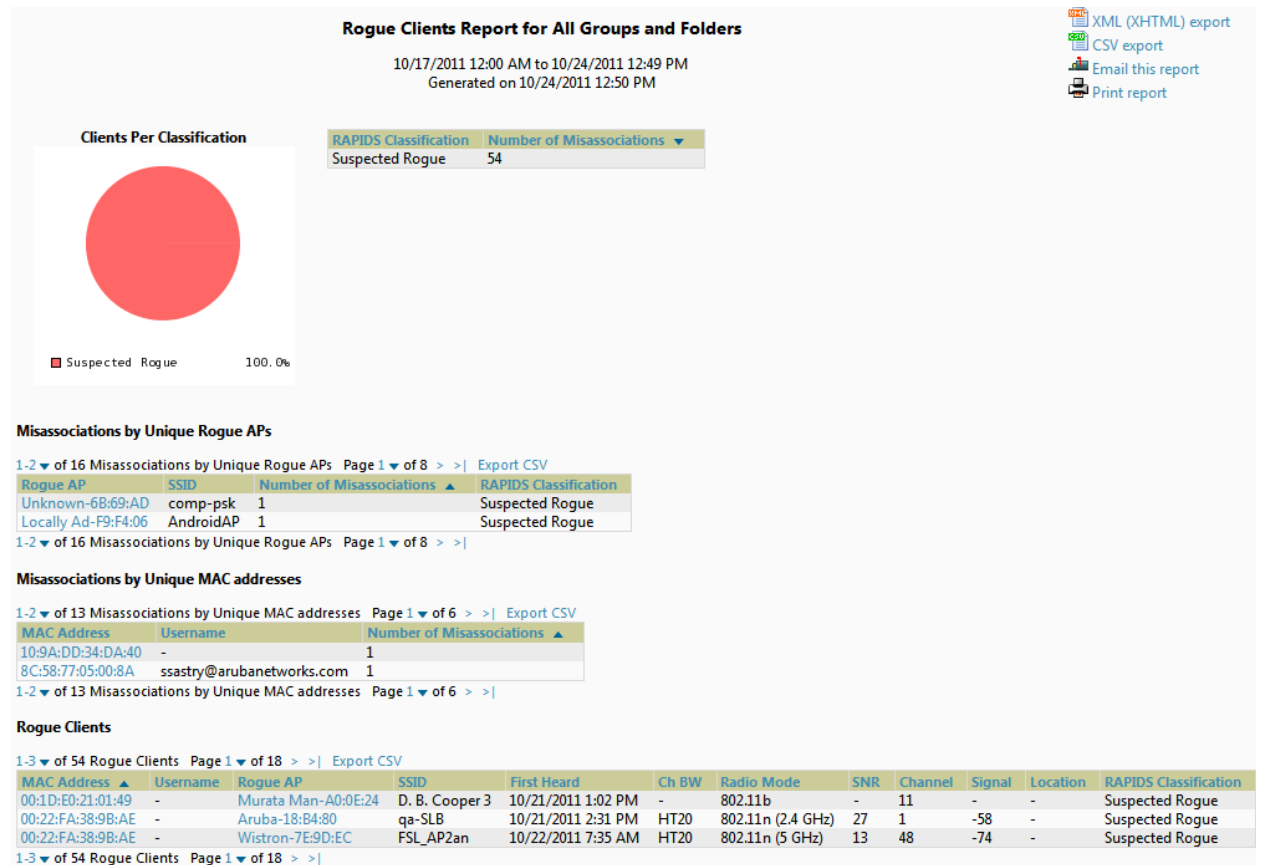 Rogue Clients Report for All Groups and Folders
10/17/2011 12:00 AM to 10/24/2011 12:49 PM
Generated on 10/24/2011 12:50 PM
XML (XHTML) export
CSV export
Email this report
Print report
Clients Per Classification
Suspected Rogue 100.0%
RAPIDS Classification Number of Misassociations ▼
Suspected Rogue 54
Misassociations by Unique Rogue APs
1-2 ▼ of 16 Misassociations by Unique Rogue APs Page 1 ▼ of 8 > >| Export CSV
Rogue AP SSID Number of Misassociations ▲ RAPIDS Classification
Unknown-6B:69:AD comp-psk 1 Suspected Rogue
Locally Ad-F9:F4:06 AndroidAP 1 Suspected Rogue
1-2 ▼ of 16 Misassociations by Unique Rogue APs Page 1 ▼ of 8 > >|
Misassociations by Unique MAC addresses
1-2 ▼ of 13 Misassociations by Unique MAC addresses Page 1 ▼ of 6 > >| Export CSV
MAC Address Username Number of Misassociations ▲
10:9A:DD:34:DA:40 - 1
8C:58:77:05:00:8A ssastry@arubanetworks.com 1
1-2 ▼ of 13 Misassociations by Unique MAC addresses Page 1 ▼ of 6 > >|
Rogue Clients
1-3 ▼ of 54 Rogue Clients Page 1 ▼ of 18 > >| Export CSV
MAC Address ▲ Username Rogue AP SSID First Heard Ch BW Radio Mode SNR Channel Signal Location RAPIDS Classification
00:1D:E0:21:01:49 - Murata Man-A0:0E:24 D. B. Cooper 3 10/21/2011 1:02 PM - 802.11b - 11 - - Suspected Rogue
00:22:FA:38:9B:AE - Aruba-18:B4:80 qa-SLB 10/21/2011 2:31 PM HT20 802.11n (2.4 GHz) 27 1 -58 - Suspected Rogue
00:22:FA:38:9B:AE - Wistron-7E:9D:EC FSL_AP2an 10/22/2011 7:35 AM HT20 802.11n (5 GHz) 13 48 -74 - Suspected Rogue
1-3 ▼ of 54 Rogue Clients Page 1 ▼ of 18 > >|